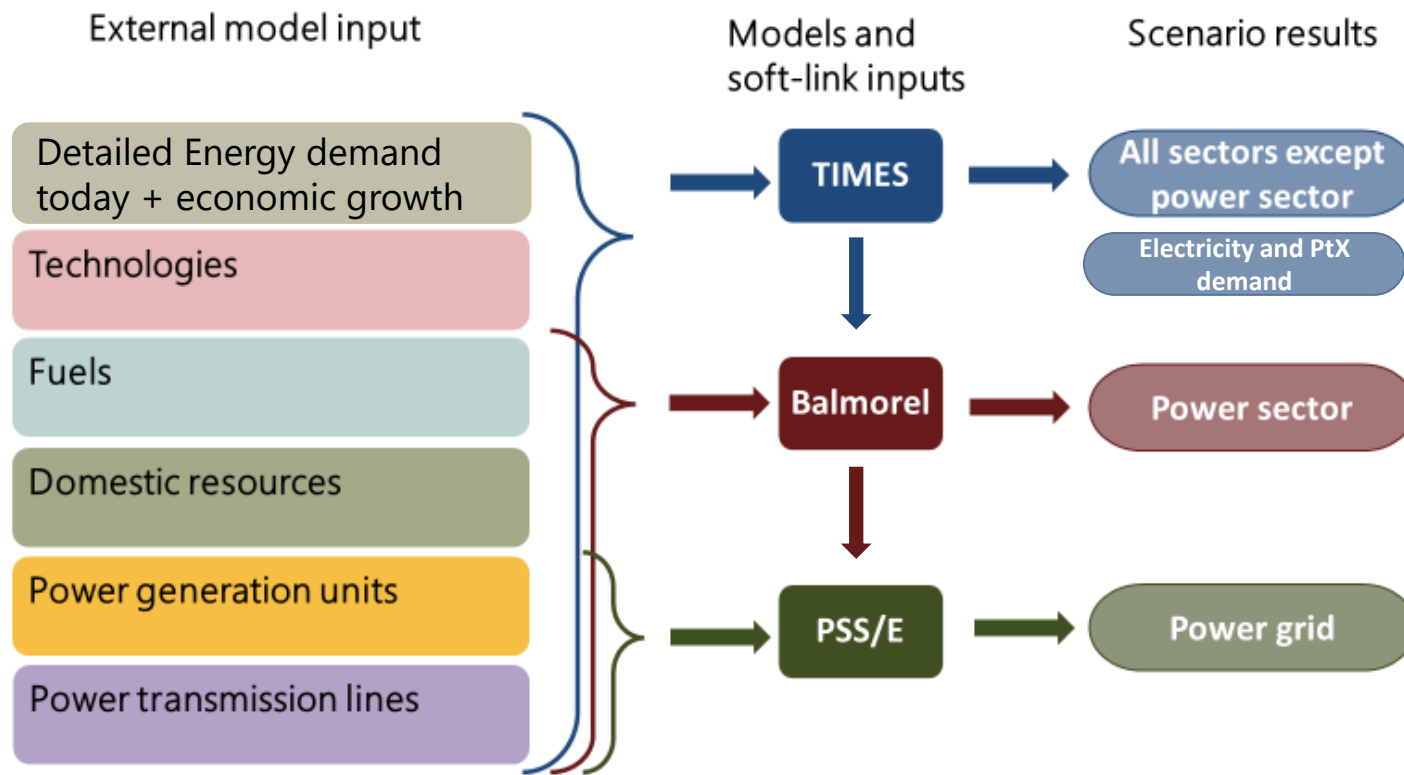 External model input
Models and
soft-link inputs
Scenario results
Detailed Energy demand
today + economic growth
Technologies
Fuels
Domestic resources
Power generation units
Power transmission lines
TIMES
Balmorel
PSS/E
All sectors except
power sector
Electricity and PtX
demand
Power sector
Power grid